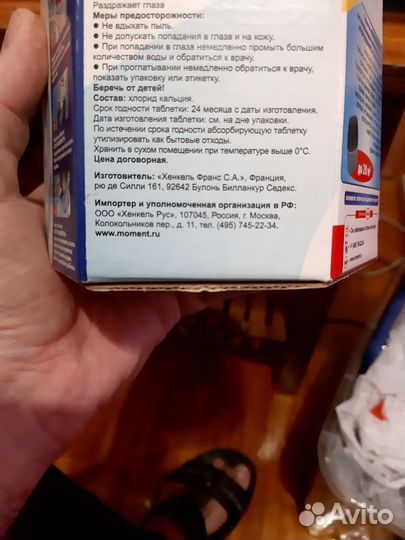 Раздражает глаза
Меры предосторожности:
● Не вдыхать пыль.
● Не допускать попадания в глаза и на кожу.
● При попадании в глаза немедленно промыть большим
количеством воды и обратиться к врачу.
● При проглатывании немедленно обратиться к врачу,
показать упаковку или этикетку.
Беречь от детей!
Состав: хлорид кальция.
Срок годности таблетки: 24 месяца с даты изготовления.
Дата изготовления таблетки: см. на дне упаковки.
По истечении срока годности абсорбирующую таблетку
утилизировать как бытовые отходы.
Хранить в сухом помещении при температуре выше 0°С.
Цена договорная.
Изготовитель: «Хенкель Франс С.А.», Франция,
рю де Силли 161, 92642 Булонь Билланкур Седекс.
Импортер и уполномоченная организация в РФ:
ООО «Хенкель Рус», 107045, Россия, г. Москва,
Колокольников пер., д. 11, тел. (495) 745-22-34.
www.moment.ru
до 20 м²
Avito